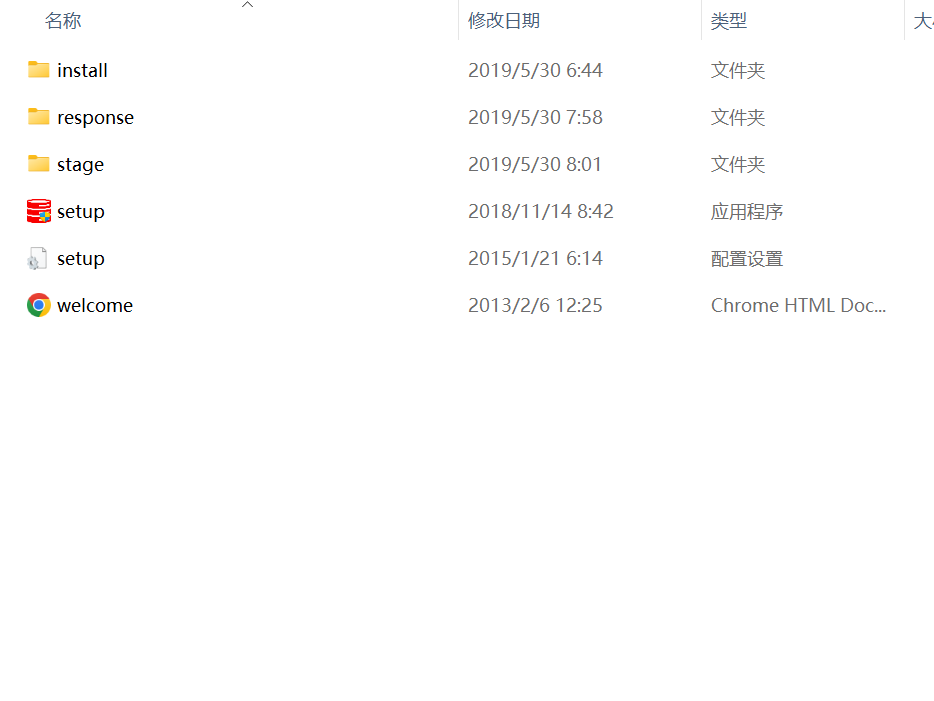 名称 修改日期 类型
install 2019/5/30 6:44 文件夹
response 2019/5/30 7:58 文件夹
stage 2019/5/30 8:01 文件夹
setup 2018/11/14 8:42 应用程序
setup 2015/1/21 6:14 配置设置
welcome 2013/2/6 12:25 Chrome HTML Doc...